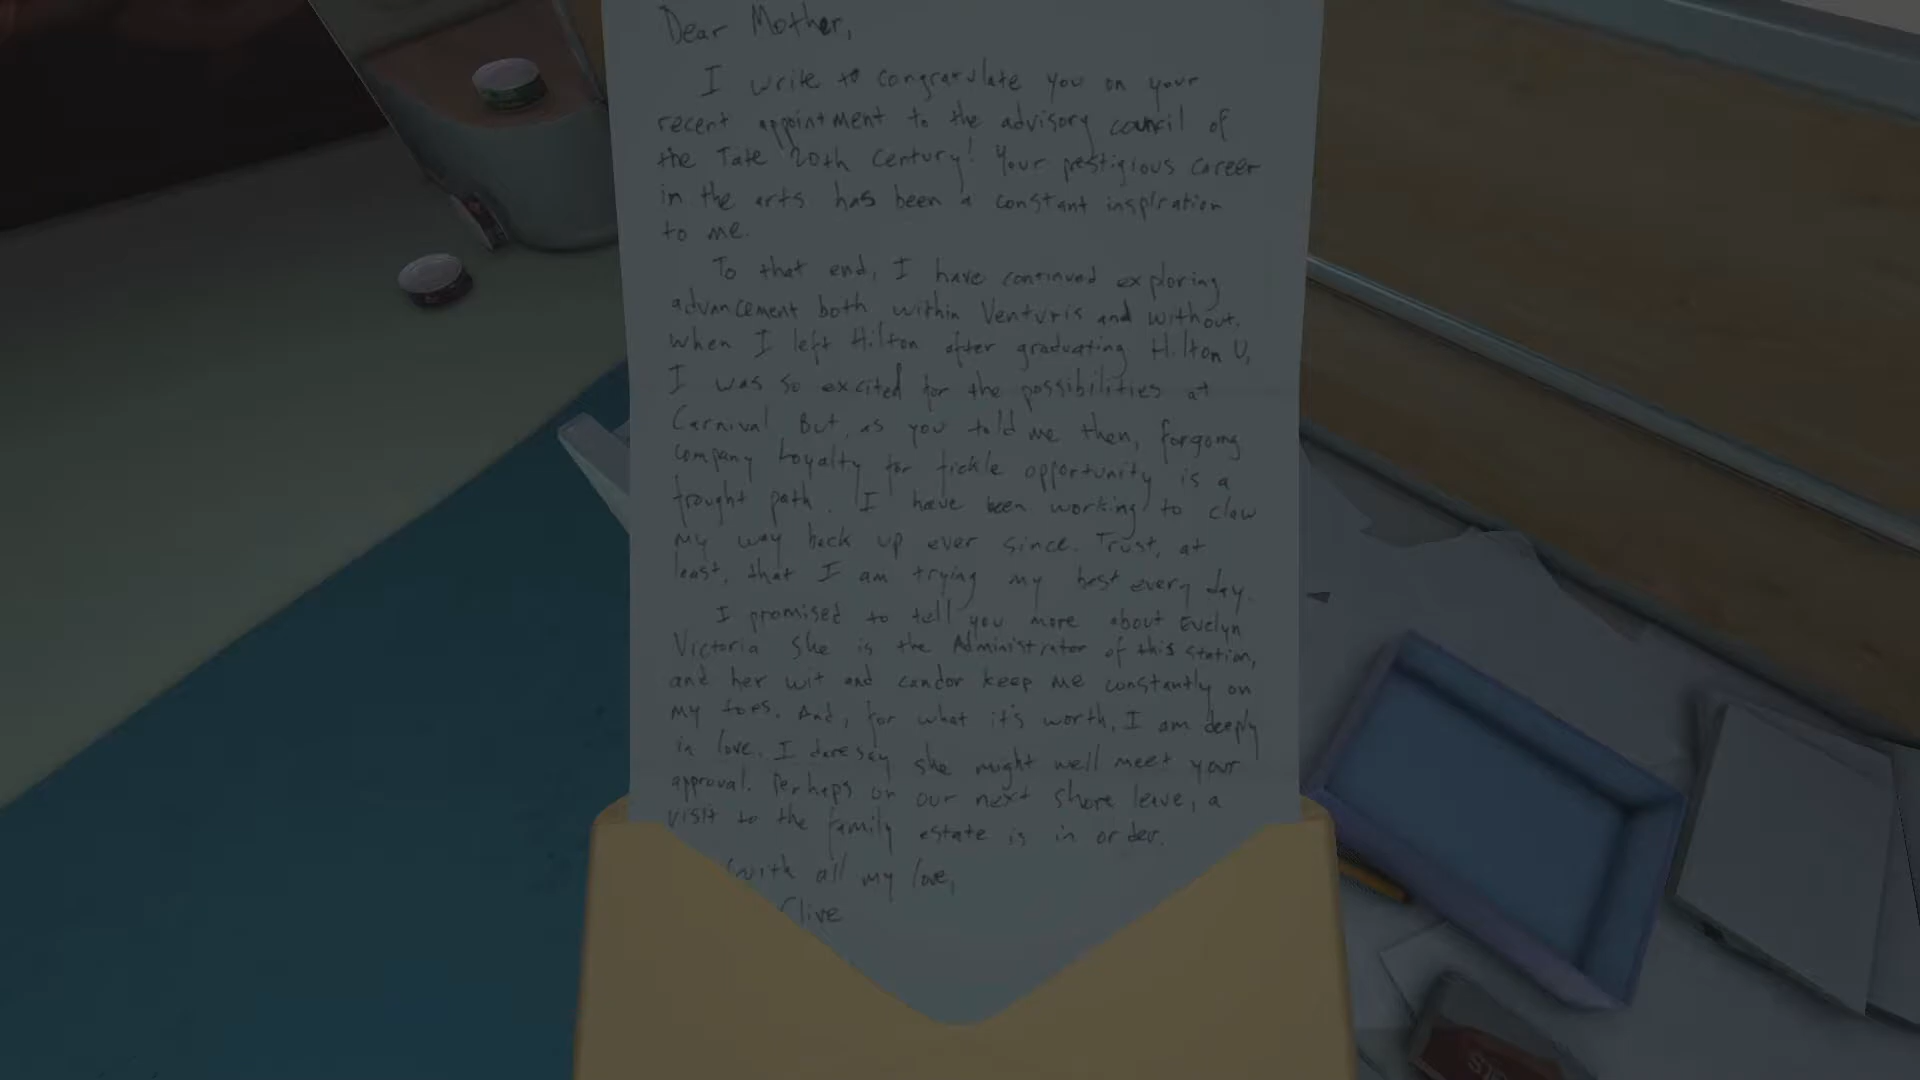 Dear Mother,
I write to congratulate you on your
recent appointment to the advisory council of
the Tate 20th Century! Your prestigious career
in the arts has been a constant inspiration
to me.
To that end, I have continued exploring
advancement both within Venturis and without.
When I left Hilton after graduating Hilton U,
I was so excited for the possibilities at
Carnival. But, as you told me then, forgoing
company loyalty for fickle opportunity is a
frought path. I have been working to claw
my way back up ever since. Trust, at
least, that I am trying my best every day.
I promised to tell you more about Evelyn
Victoria. She is the Administrator of this station,
and her wit and candor keep me constantly on
my toes. And, for what it's worth, I am deeply
in love. I dare say she might well meet your
approval. Perhaps on our next shore leave, a
visit to the family estate is in order.
With all my love,
Clive